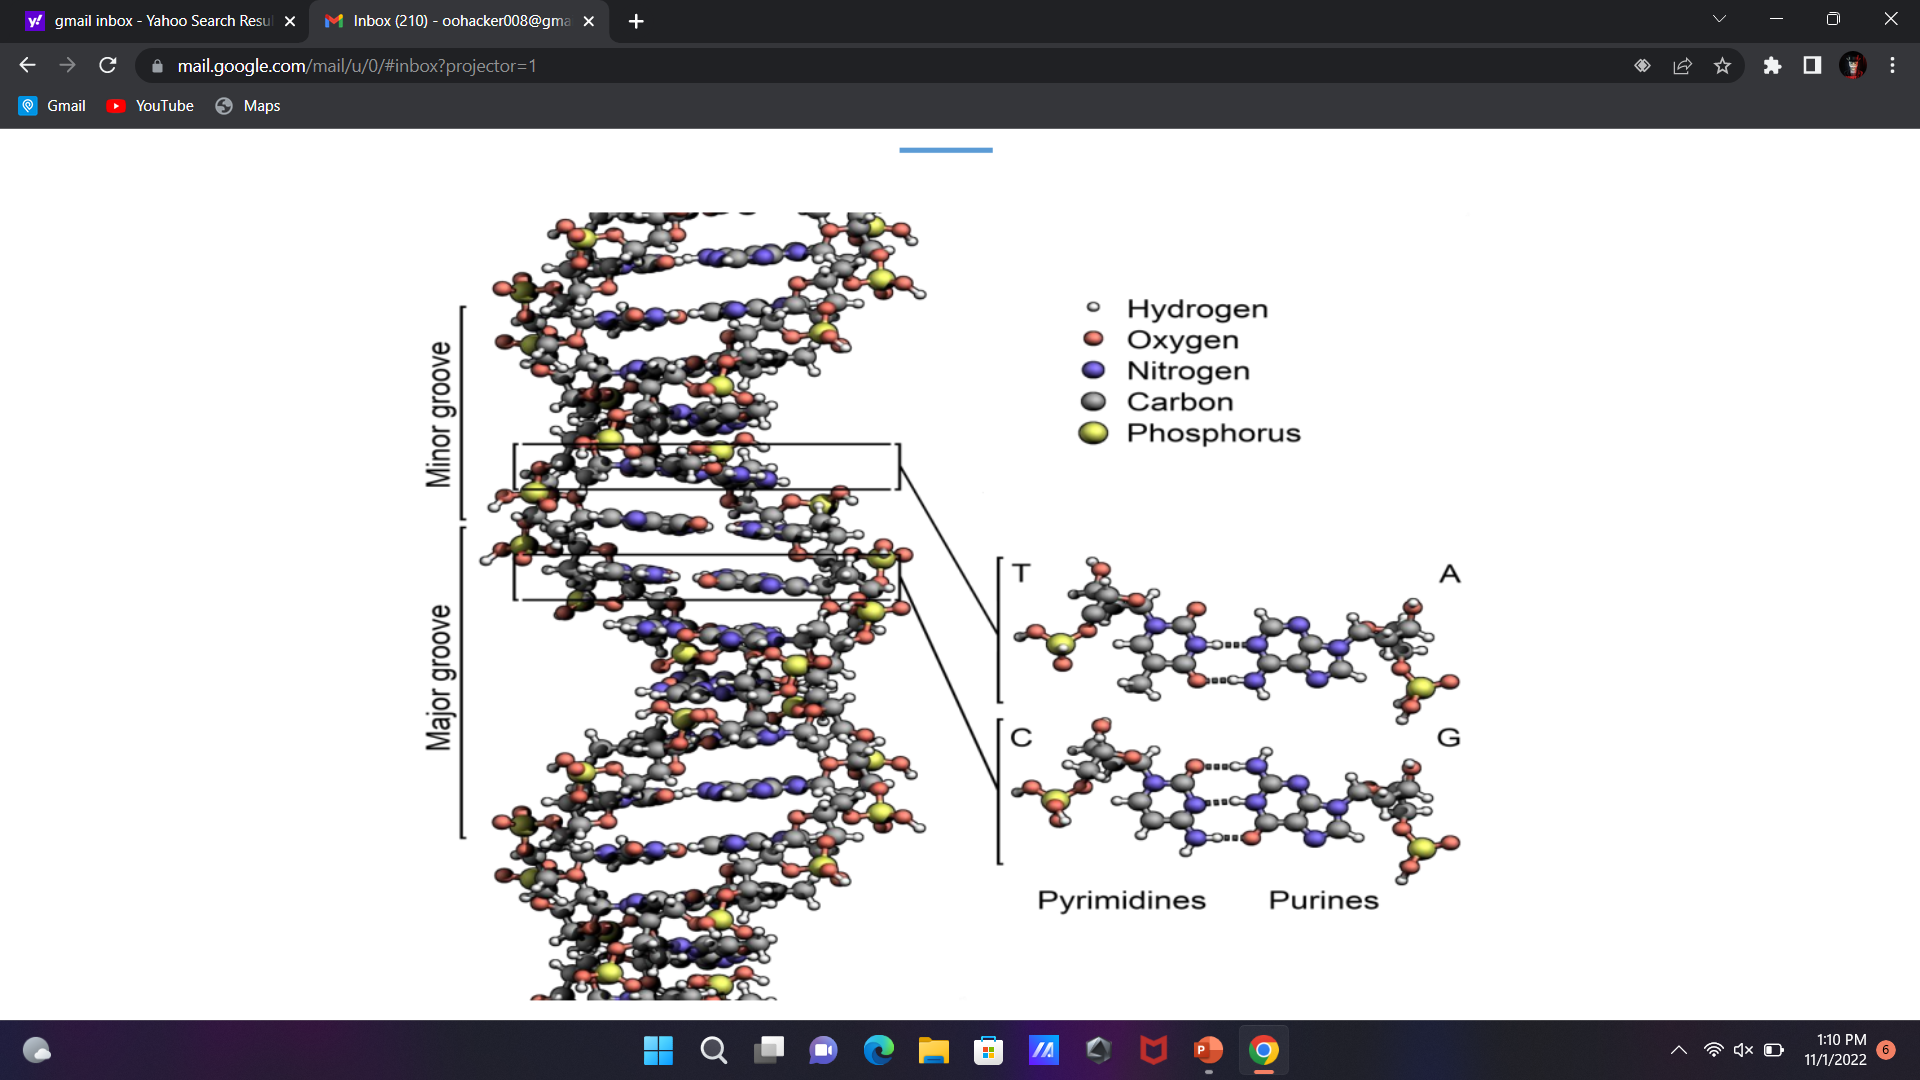 gmail inbox - Yahoo Search Resu
Inbox (210) - oohacker008@gma
mail.google.com/mail/u/0/#inbox?projector=1
Gmail
YouTube
Maps
Minor groove
Major groove
Hydrogen
Oxygen
Nitrogen
Carbon
Phosphorus
T
A
C
G
Pyrimidines
Purines
1:10 PM
11/1/2022
6